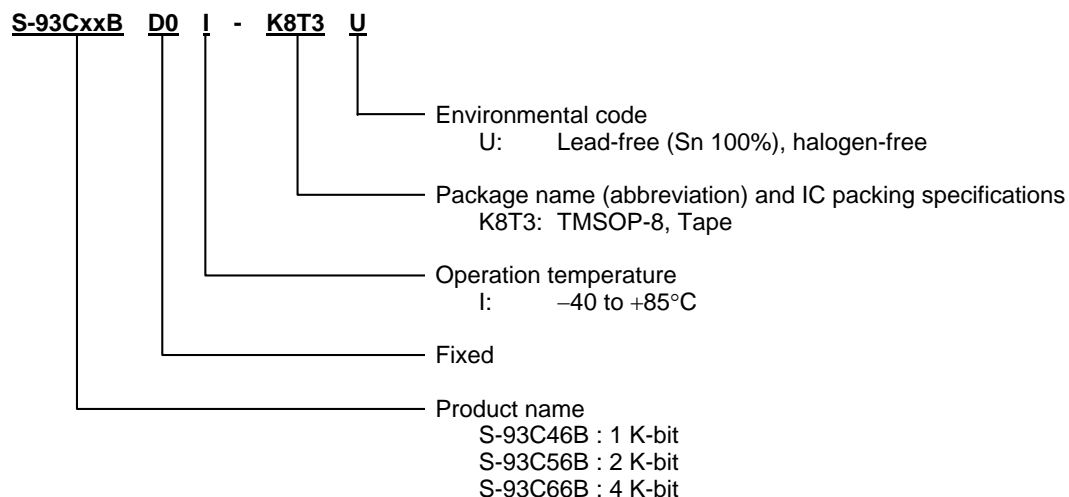 S-93CxxB D0 I - K8T3 U
Environmental code
U: Lead-free (Sn 100%), halogen-free
Package name (abbreviation) and IC packing specifications
K8T3: TMSOP-8, Tape
Operation temperature
I: −40 to +85°C
Fixed
Product name
S-93C46B : 1 K-bit
S-93C56B : 2 K-bit
S-93C66B : 4 K-bit